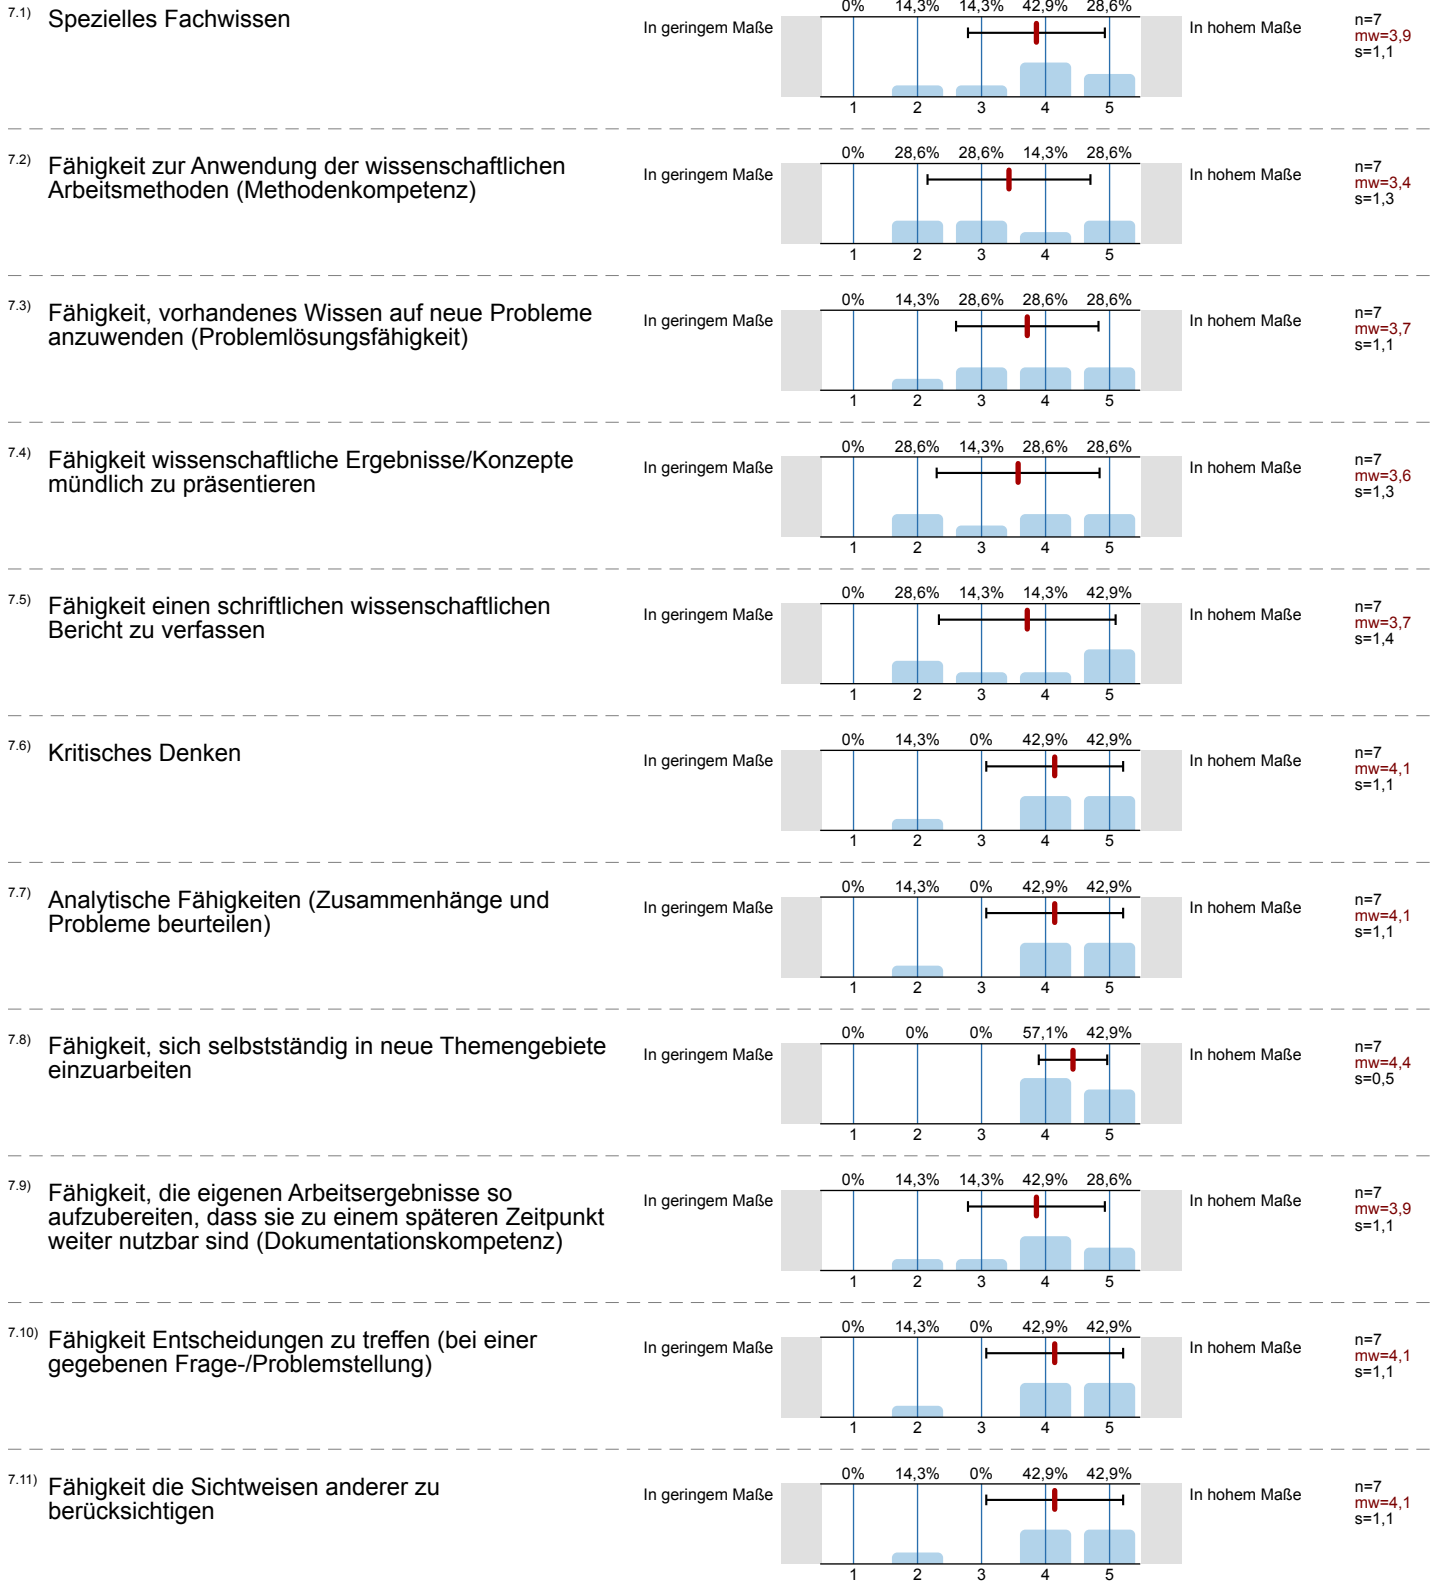 7.1) Spezielles Fachwissen
In geringem Maße
0% 14,3% 14,3% 42,9% 28,6%
1 2 3 4 5
In hohem Maße
n=7
mw=3,9
s=1,1
7.2) Fähigkeit zur Anwendung der wissenschaftlichen
Arbeitsmethoden (Methodenkompetenz)
In geringem Maße
0% 28,6% 28,6% 14,3% 28,6%
1 2 3 4 5
In hohem Maße
n=7
mw=3,4
s=1,3
7.3) Fähigkeit, vorhandenes Wissen auf neue Probleme
anzuwenden (Problemlösungsfähigkeit)
In geringem Maße
0% 14,3% 28,6% 28,6% 28,6%
1 2 3 4 5
In hohem Maße
n=7
mw=3,7
s=1,1
7.4) Fähigkeit wissenschaftliche Ergebnisse/Konzepte
mündlich zu präsentieren
In geringem Maße
0% 28,6% 14,3% 28,6% 28,6%
1 2 3 4 5
In hohem Maße
n=7
mw=3,6
s=1,3
7.5) Fähigkeit einen schriftlichen wissenschaftlichen
Bericht zu verfassen
In geringem Maße
0% 28,6% 14,3% 14,3% 42,9%
1 2 3 4 5
In hohem Maße
n=7
mw=3,7
s=1,4
7.6) Kritisches Denken
In geringem Maße
0% 14,3% 0% 42,9% 42,9%
1 2 3 4 5
In hohem Maße
n=7
mw=4,1
s=1,1
7.7) Analytische Fähigkeiten (Zusammenhänge und
Probleme beurteilen)
In geringem Maße
0% 14,3% 0% 42,9% 42,9%
1 2 3 4 5
In hohem Maße
n=7
mw=4,1
s=1,1
7.8) Fähigkeit, sich selbstständig in neue Themengebiete
einzuarbeiten
In geringem Maße
0% 0% 0% 57,1% 42,9%
1 2 3 4 5
In hohem Maße
n=7
mw=4,4
s=0,5
7.9) Fähigkeit, die eigenen Arbeitsergebnisse so
aufzubereiten, dass sie zu einem späteren Zeitpunkt
weiter nutzbar sind (Dokumentationskompetenz)
In geringem Maße
0% 14,3% 14,3% 42,9% 28,6%
1 2 3 4 5
In hohem Maße
n=7
mw=3,9
s=1,1
7.10) Fähigkeit Entscheidungen zu treffen (bei einer
gegebenen Frage-/Problemstellung)
In geringem Maße
0% 14,3% 0% 42,9% 42,9%
1 2 3 4 5
In hohem Maße
n=7
mw=4,1
s=1,1
7.11) Fähigkeit die Sichtweisen anderer zu
berücksichtigen
In geringem Maße
0% 14,3% 0% 42,9% 42,9%
1 2 3 4 5
In hohem Maße
n=7
mw=4,1
s=1,1